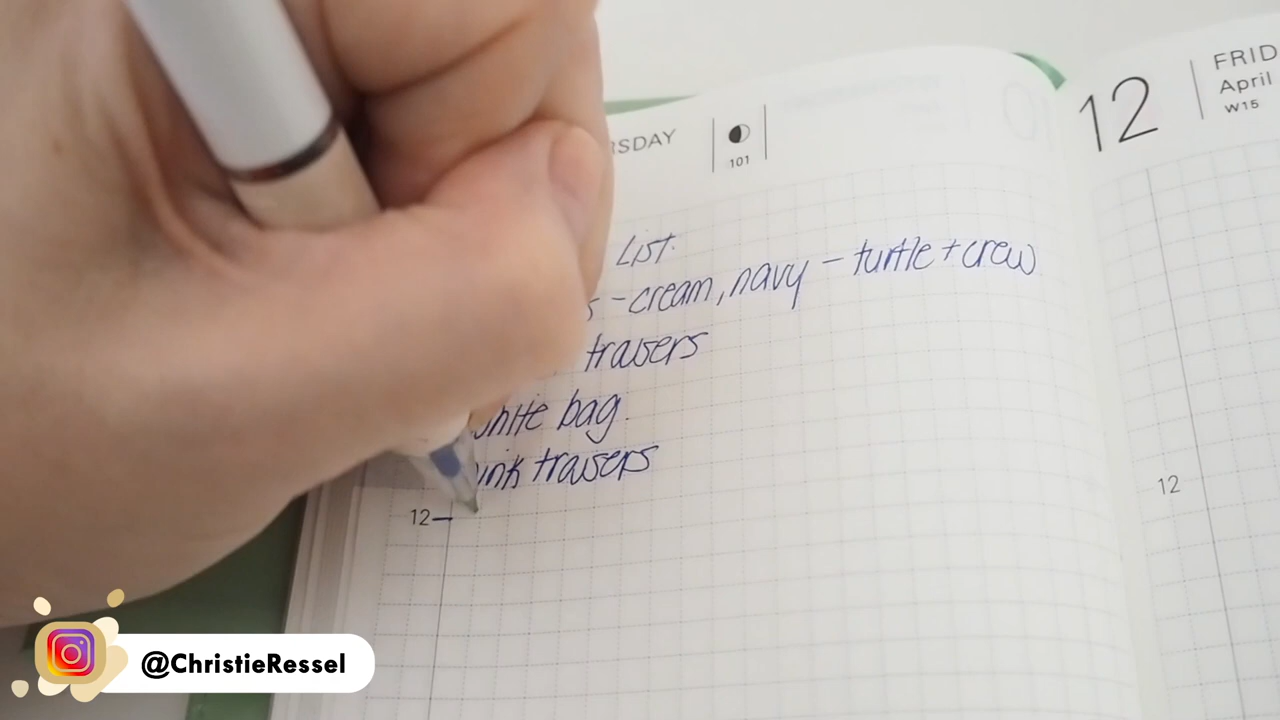 RSDAY
101
12
FRID
April
W15
List.
s - cream, navy - turtle + crew
trousers
white bag.
ink trousers
12
12
@ChristieRessel